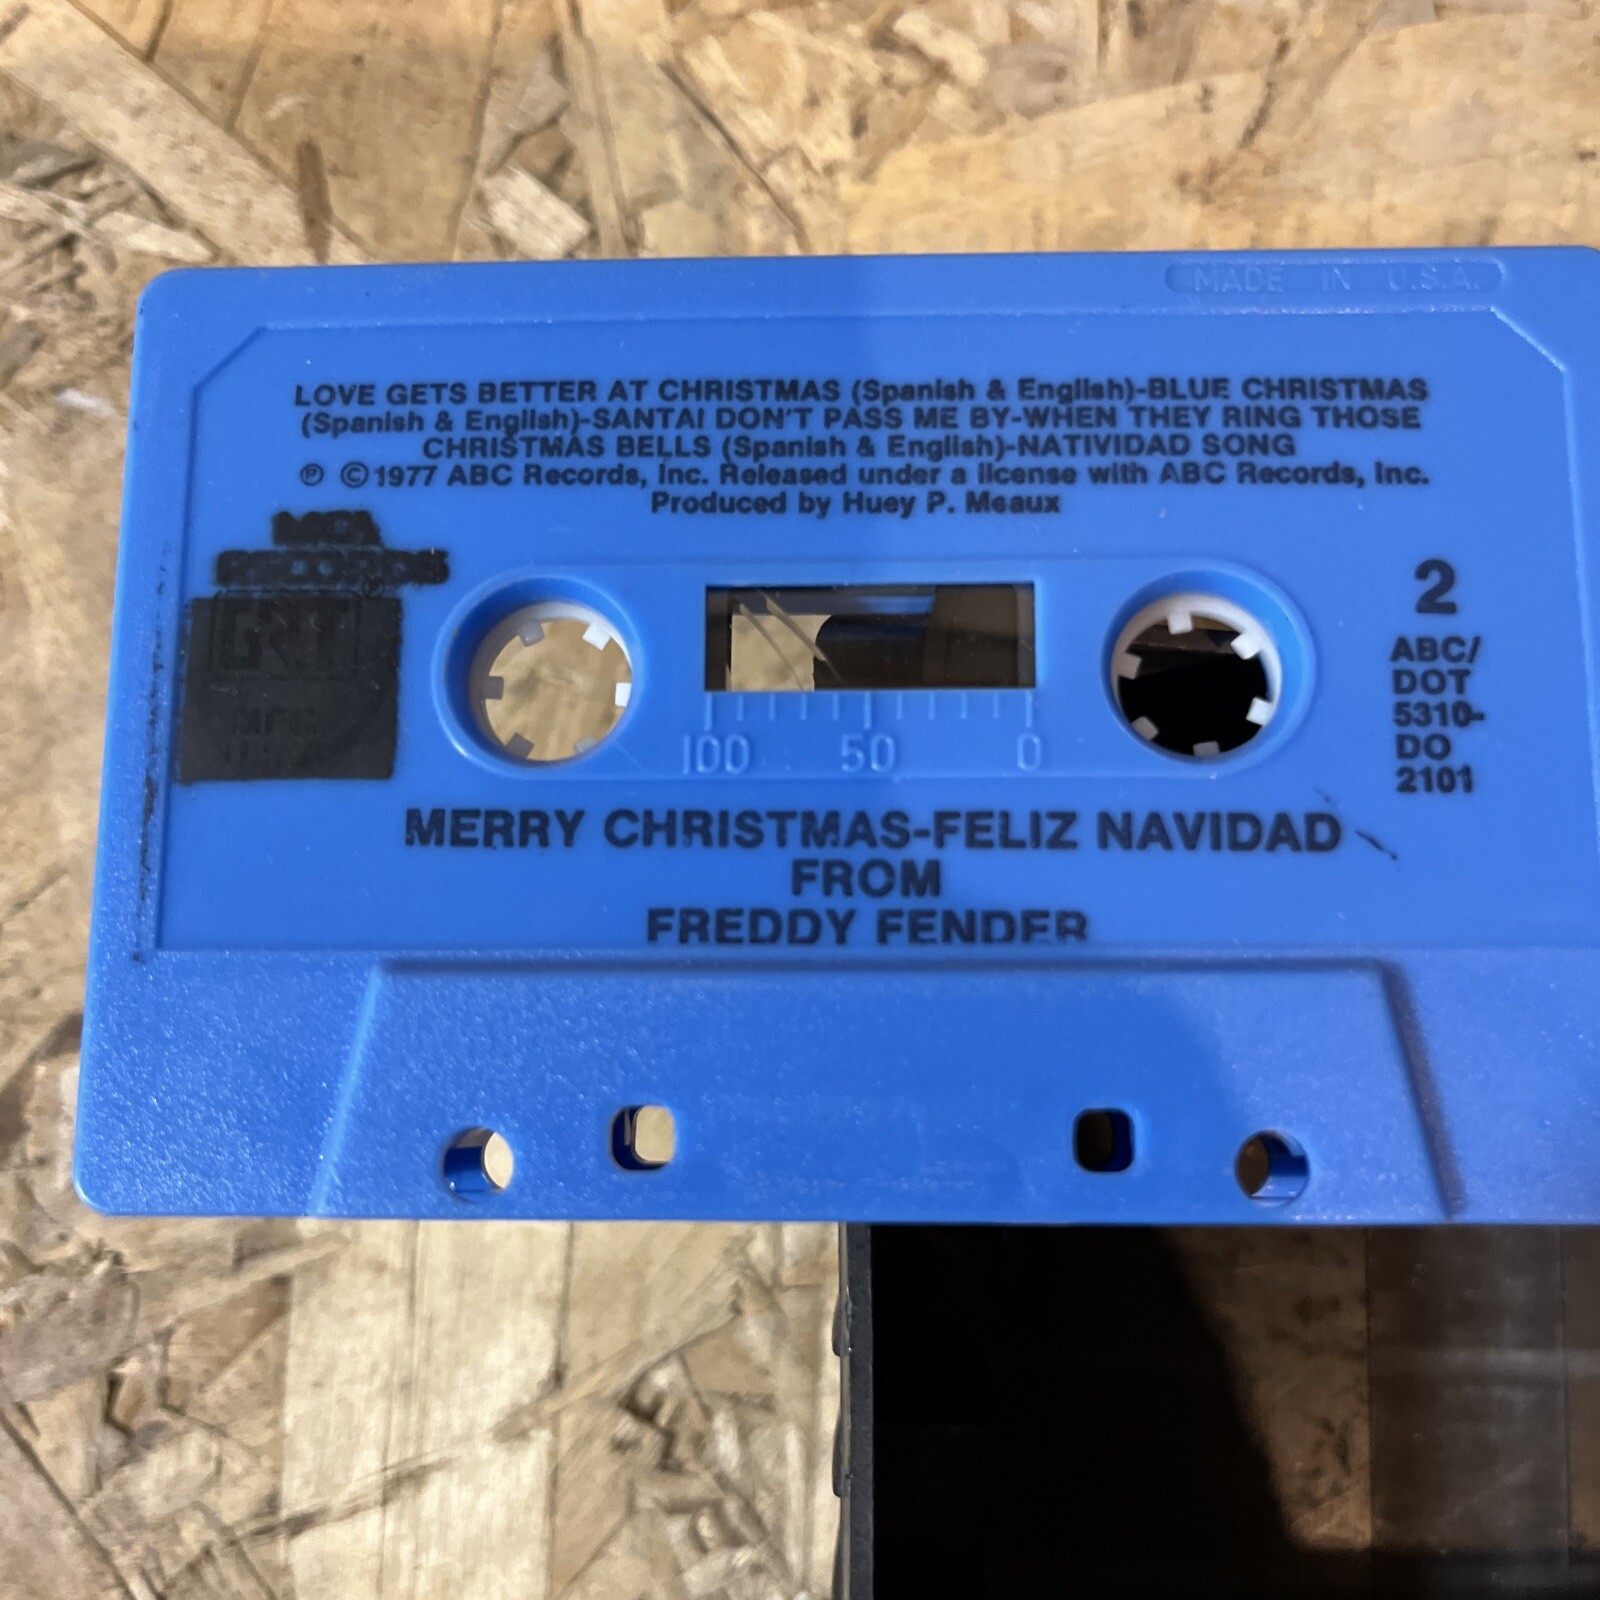 MADE IN U.S.A.
LOVE GETS BETTER AT CHRISTMAS (Spanish & English)-BLUE CHRISTMAS
(Spanish & English)-SANTA! DON'T PASS ME BY-WHEN THEY RING THOSE
CHRISTMAS BELLS (Spanish & English)-NATIVIDAD SONG
℗ ©1977 ABC Records, Inc. Released under a license with ABC Records, Inc.
Produced by Huey P. Meaux
MCA
RECORDS
GRT
2
ABC/
DOT
5310-
DO
2101
100 50 0
MERRY CHRISTMAS-FELIZ NAVIDAD
FROM
FREDDY FENDER